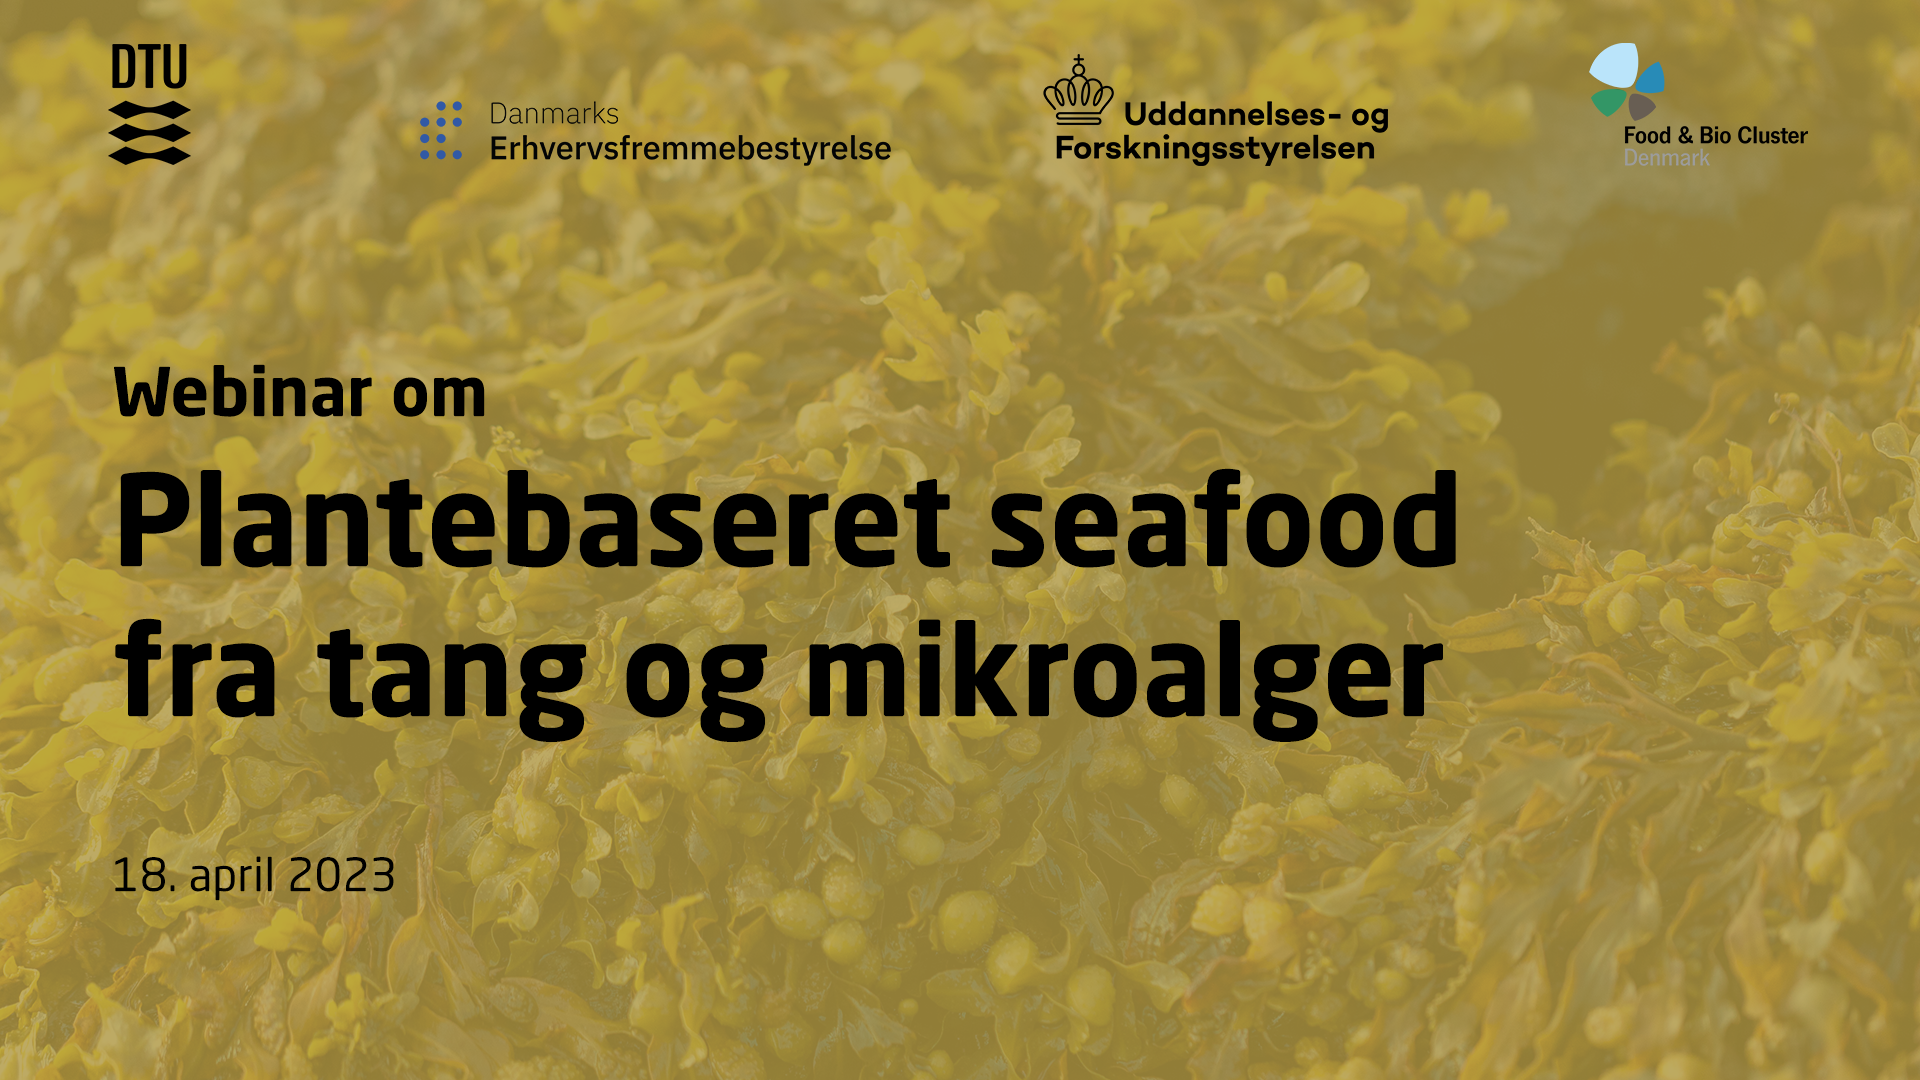 DTU
Danmarks
Erhvervsfremmebestyrelse
Uddannelses- og
Forskningsstyrelsen
Food & Bio Cluster
Denmark
Webinar om
Plantebaseret seafood
fra tang og mikroalger
18. april 2023